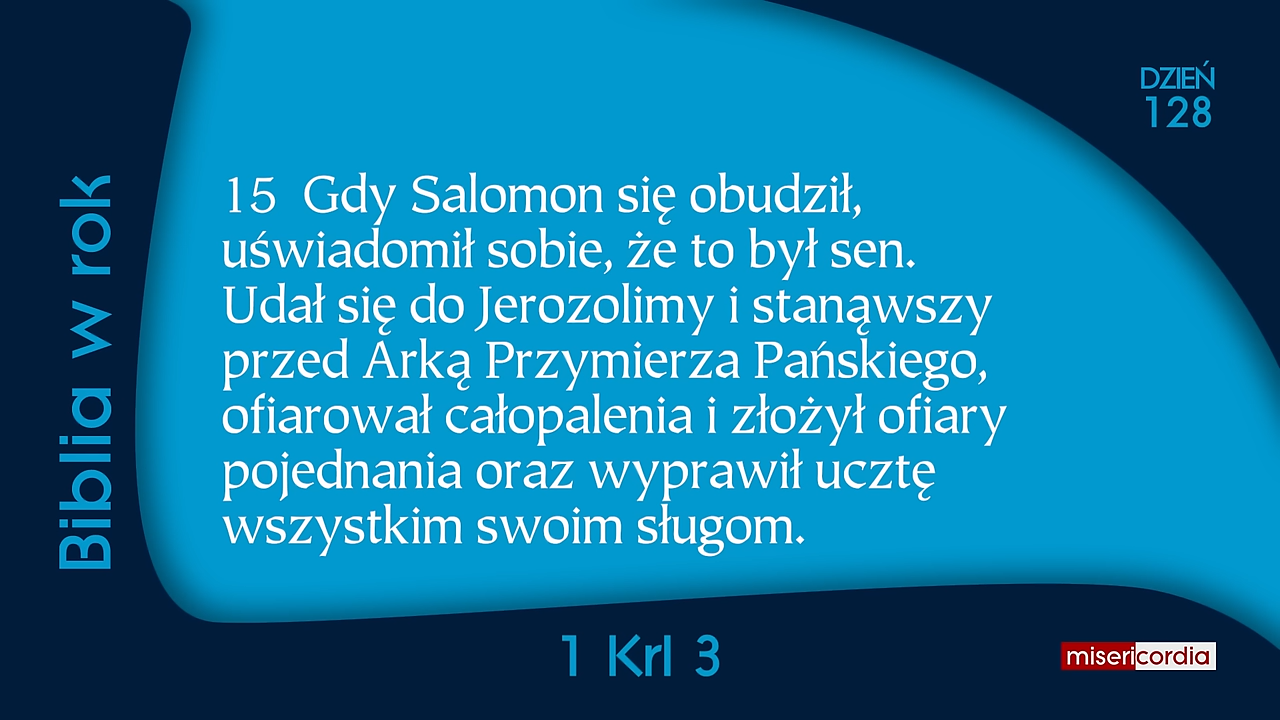 DZIEŃ
128
Biblia w rok
15 Gdy Salomon się obudził,
uświadomił sobie, że to był sen.
Udał się do Jerozolimy i stanąwszy
przed Arką Przymierza Pańskiego,
ofiarował całopalenia i złożył ofiary
pojednania oraz wyprawił ucztę
wszystkim swoim sługom.
1 Krl 3
misericordia